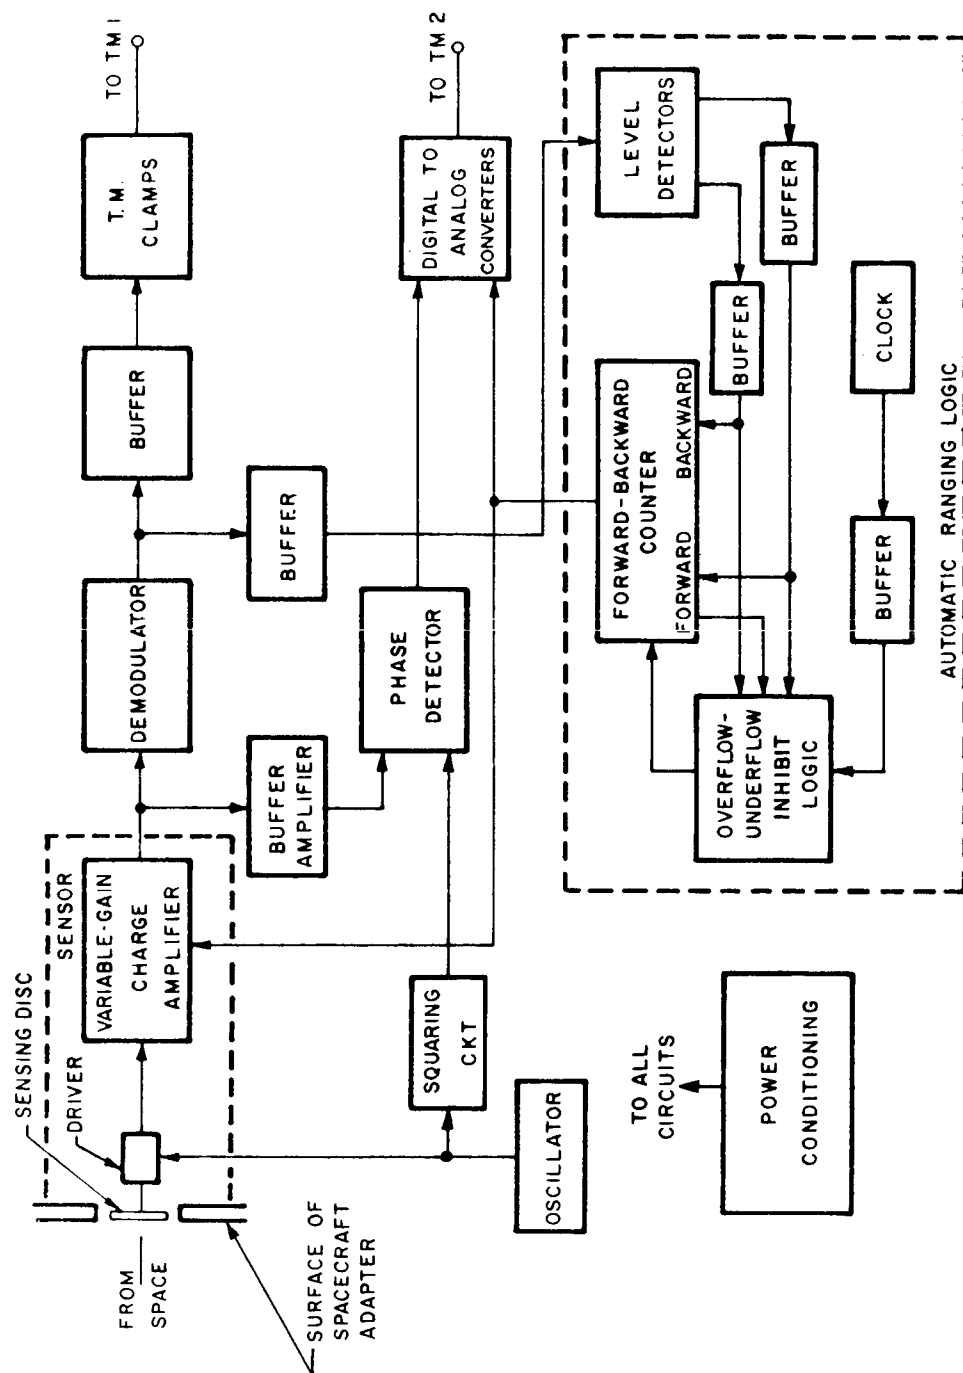 SENSING DISC
DRIVER
SENSOR
VARIABLE-GAIN
CHARGE
AMPLIFIER
DEMODULATOR
BUFFER
T.M.
CLAMPS
TO TM 1
FROM
SPACE
BUFFER
AMPLIFIER
BUFFER
SURFACE OF
SPACECRAFT
ADAPTER
SQUARING
CKT
PHASE
DETECTOR
DIGITAL TO
ANALOG
CONVERTERS
TO TM 2
OSCILLATOR
TO ALL
CIRCUITS
POWER
CONDITIONING
FORWARD-BACKWARD
COUNTER
FORWARD BACKWARD
LEVEL
DETECTORS
BUFFER
BUFFER
OVERFLOW-
UNDERFLOW
INHIBIT
LOGIC
BUFFER
CLOCK
AUTOMATIC RANGING LOGIC